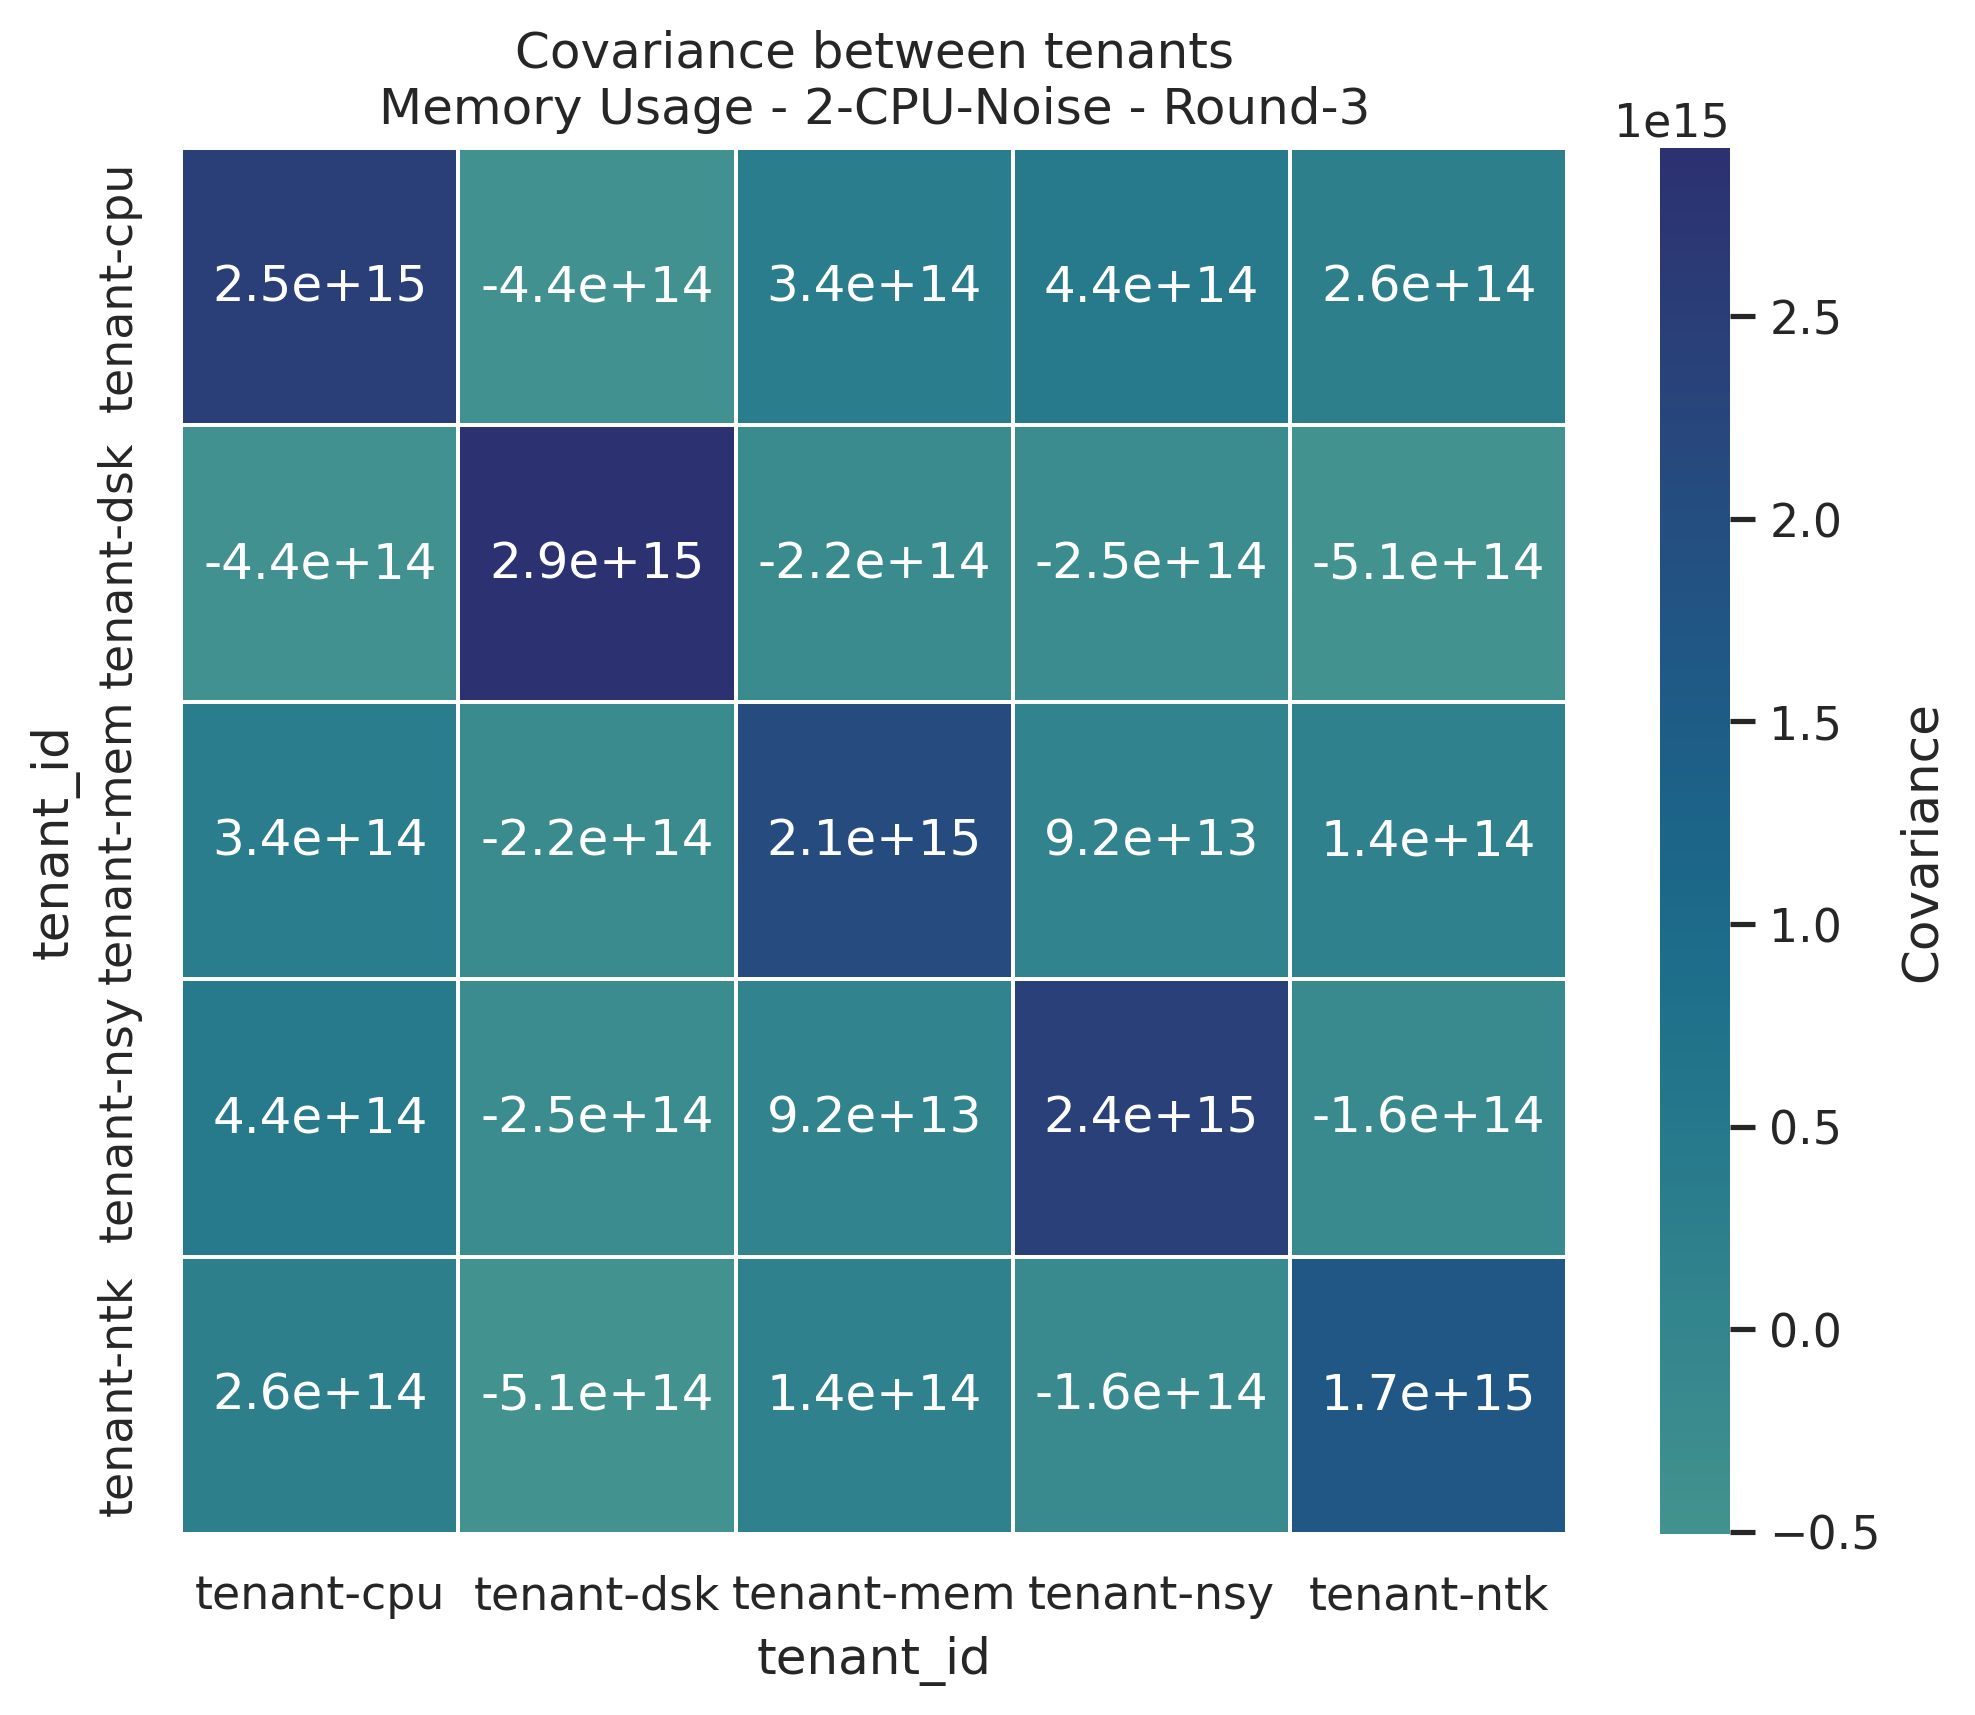 Covariance between tenants
Memory Usage - 2-CPU-Noise - Round-3
1e15
tenant-cpu
2.5e+15 -4.4e+14 3.4e+14 4.4e+14 2.6e+14
tenant-dsk
-4.4e+14 2.9e+15 -2.2e+14 -2.5e+14 -5.1e+14
tenant-mem
3.4e+14 -2.2e+14 2.1e+15 9.2e+13 1.4e+14
tenant-nsy
4.4e+14 -2.5e+14 9.2e+13 2.4e+15 -1.6e+14
tenant-ntk
2.6e+14 -5.1e+14 1.4e+14 -1.6e+14 1.7e+15
tenant_id
tenant-cpu tenant-dsk tenant-mem tenant-nsy tenant-ntk
tenant_id
2.5
2.0
1.5
1.0
0.5
0.0
−0.5
Covariance